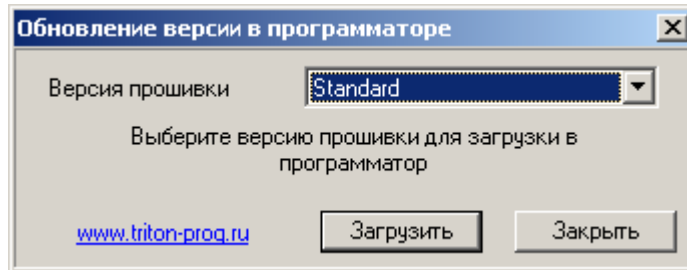 Обновление версии в программаторе
Версия прошивки Standard
Выберите версию прошивки для загрузки в
программатор
www.triton-prog.ru Загрузить Закрыть